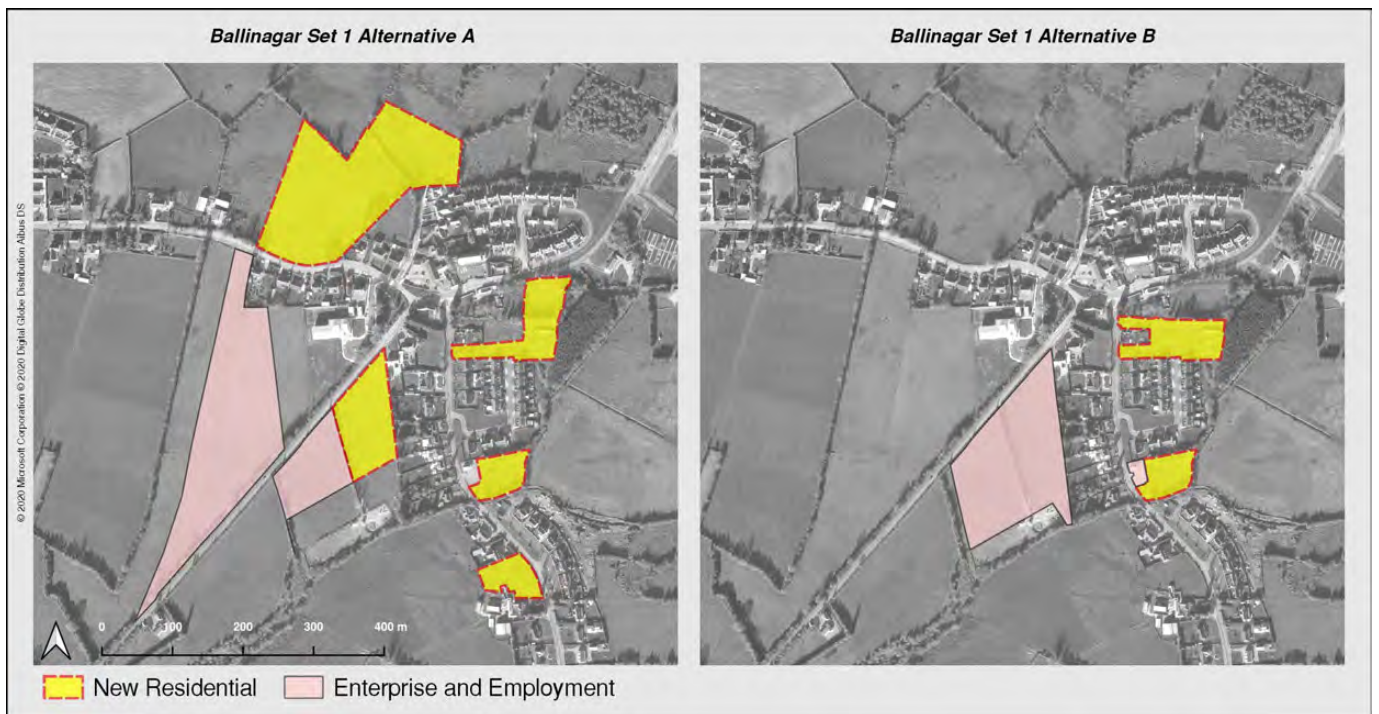 Ballinagar Set 1 Alternative A
Ballinagar Set 1 Alternative B
© 2020 Microsoft Corporation © 2020 Digital Globe Distribution Aibus DS
0 100 200 300 400 m
New Residential
Enterprise and Employment